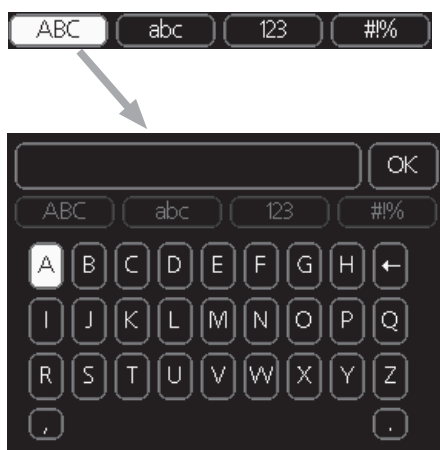 ABC abc 123 #!%
OK
ABC abc 123 #!%
A B C D E F G H ←
I J K L M N O P Q
R S T U V W X Y Z
, .